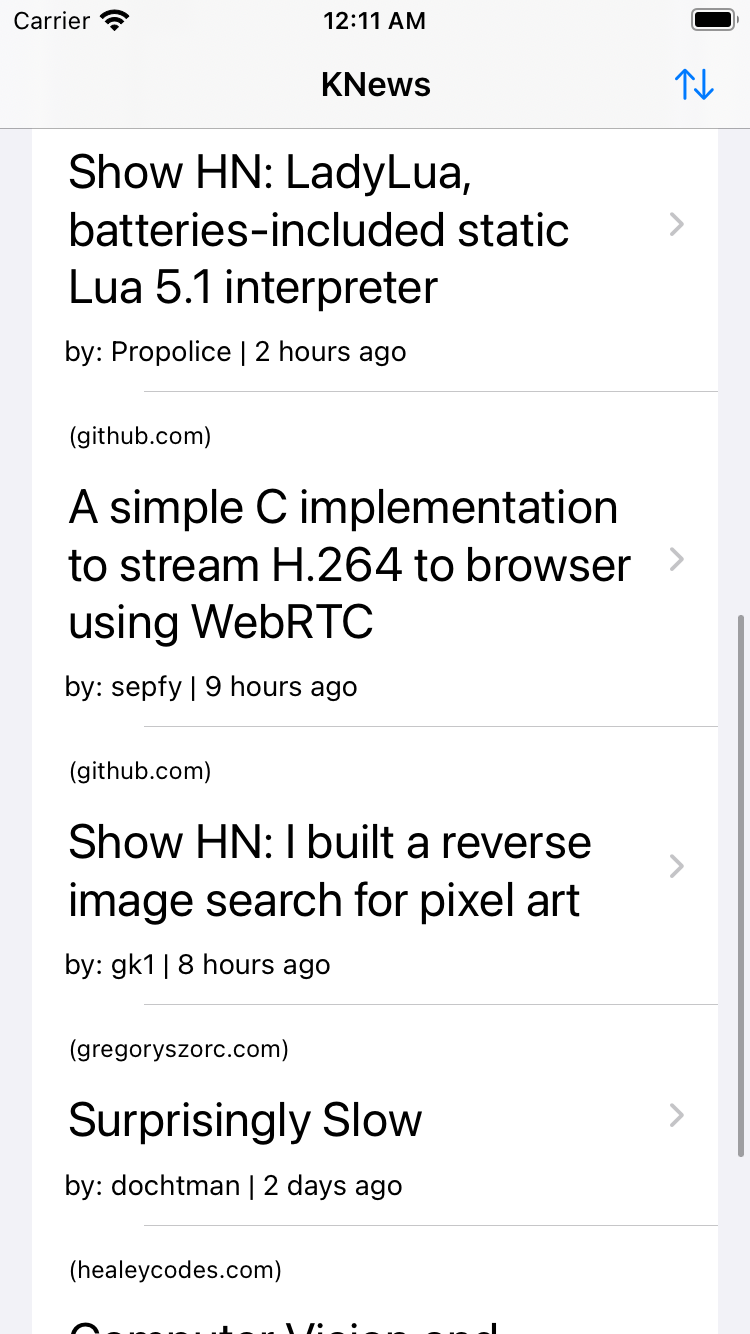 Carrier 12:11 AM
KNews
Show HN: LadyLua,
batteries-included static
Lua 5.1 interpreter
by: Propolice | 2 hours ago
(github.com)
A simple C implementation
to stream H.264 to browser
using WebRTC
by: sepfy | 9 hours ago
(github.com)
Show HN: I built a reverse
image search for pixel art
by: gk1 | 8 hours ago
(gregoryszorc.com)
Surprisingly Slow
by: dochtman | 2 days ago
(healeycodes.com)
Computer Vision and